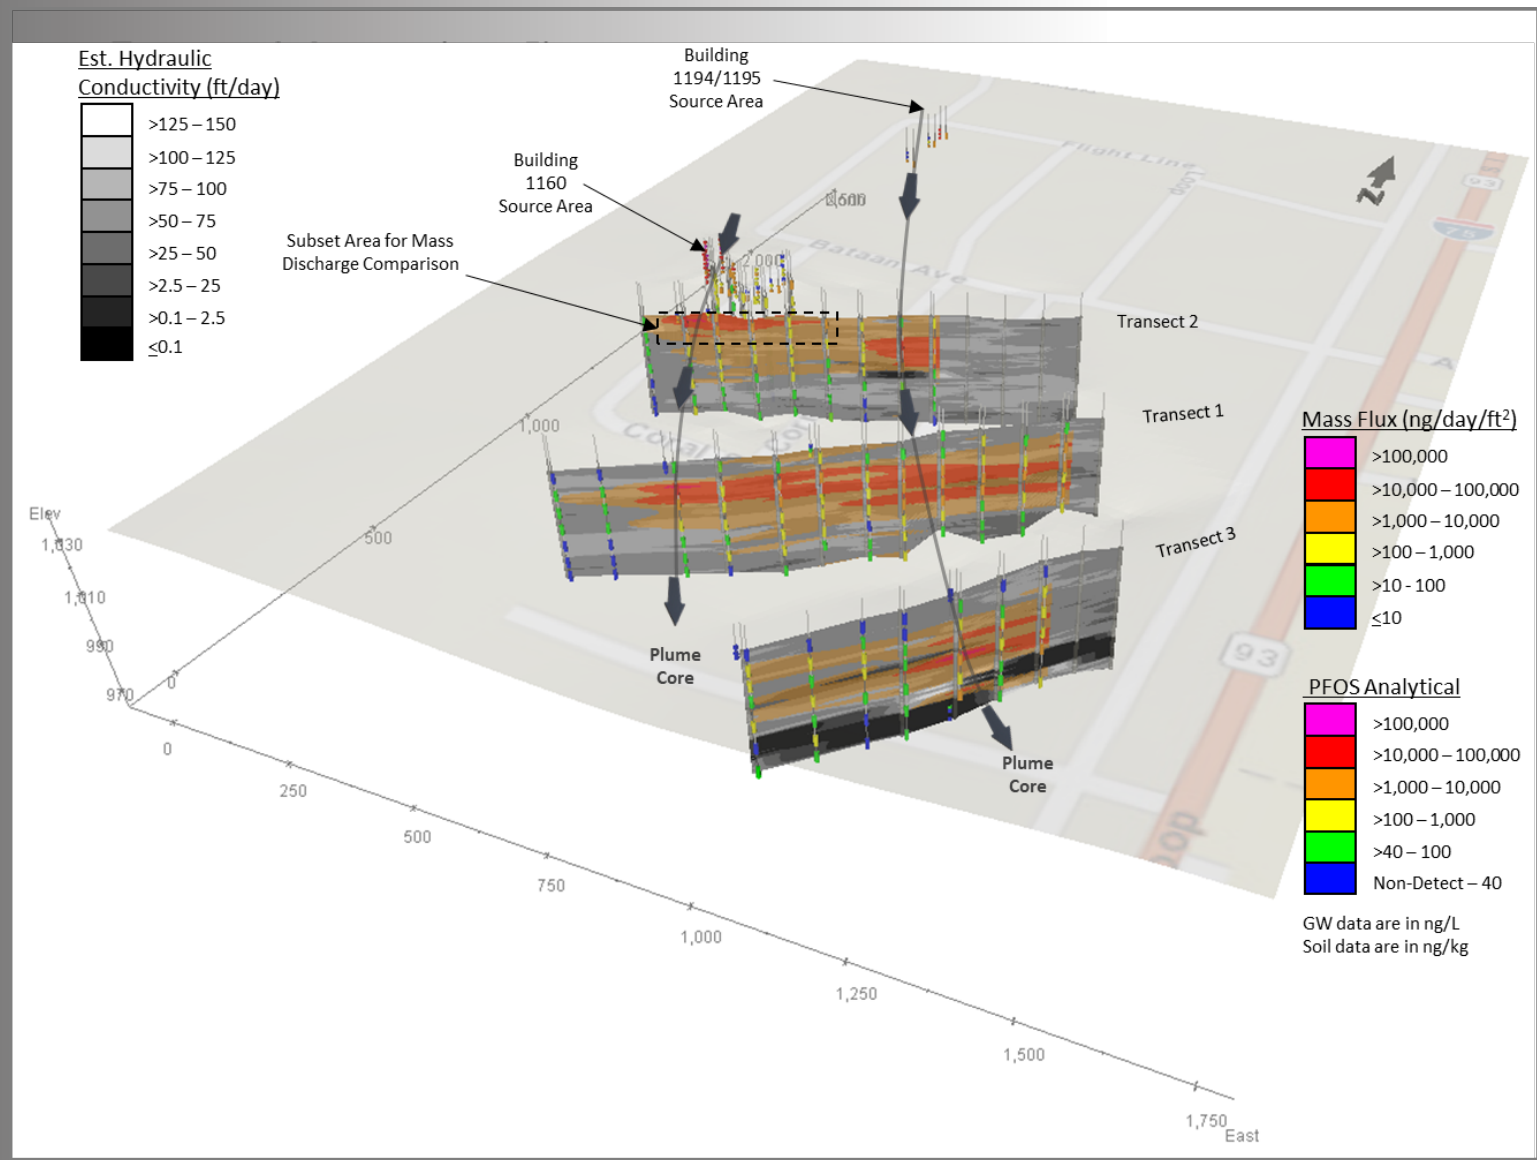 Est. Hydraulic
Conductivity (ft/day)
>125 – 150
>100 – 125
>75 – 100
>50 – 75
>25 – 50
>2.5 – 25
>0.1 – 2.5
≤0.1
Building
1194/1195
Source Area
Building
1160
Source Area
Subset Area for Mass
Discharge Comparison
Flight Line
Loop
Bataan Ave
93
75
N
2,000
1,000
500
0
Transect 2
Transect 1
Transect 3
Coral
A
93
oop
Elev
1,030
1,010
990
970
0
250
500
750
1,000
1,250
1,500
1,750
East
Plume
Core
Plume
Core
Mass Flux (ng/day/ft²)
>100,000
>10,000 – 100,000
>1,000 – 10,000
>100 – 1,000
>10 - 100
≤10
PFOS Analytical
>100,000
>10,000 – 100,000
>1,000 – 10,000
>100 – 1,000
>40 – 100
Non-Detect – 40
GW data are in ng/L
Soil data are in ng/kg